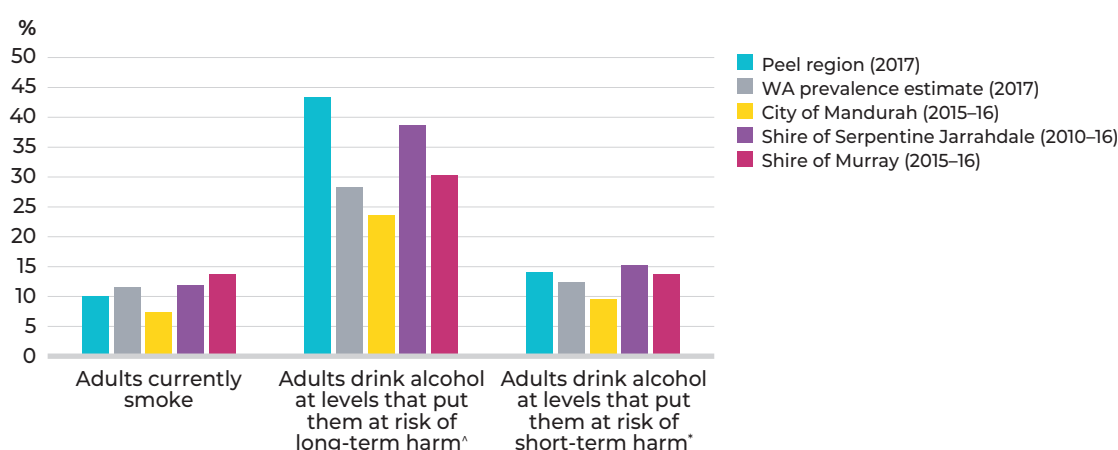 %
50
45
40
35
30
25
20
15
10
5
0
Adults currently
smoke
Adults drink alcohol
at levels that put
them at risk of
long-term harm^
Adults drink alcohol
at levels that put
them at risk of
short-term harm*
Peel region (2017)
WA prevalence estimate (2017)
City of Mandurah (2015–16)
Shire of Serpentine Jarrahdale (2010–16)
Shire of Murray (2015–16)